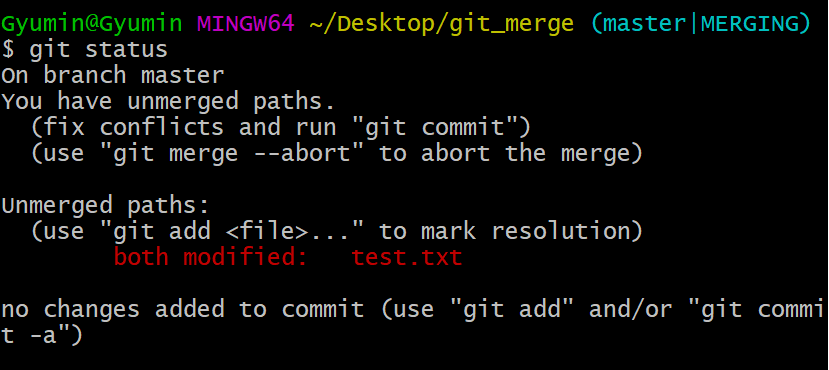 Gyumin@Gyumin MINGW64 ~/Desktop/git_merge (master|MERGING)
$ git status
On branch master
You have unmerged paths.
  (fix conflicts and run "git commit")
  (use "git merge --abort" to abort the merge)

Unmerged paths:
  (use "git add <file>..." to mark resolution)
        both modified:   test.txt

no changes added to commit (use "git add" and/or "git commi
t -a")